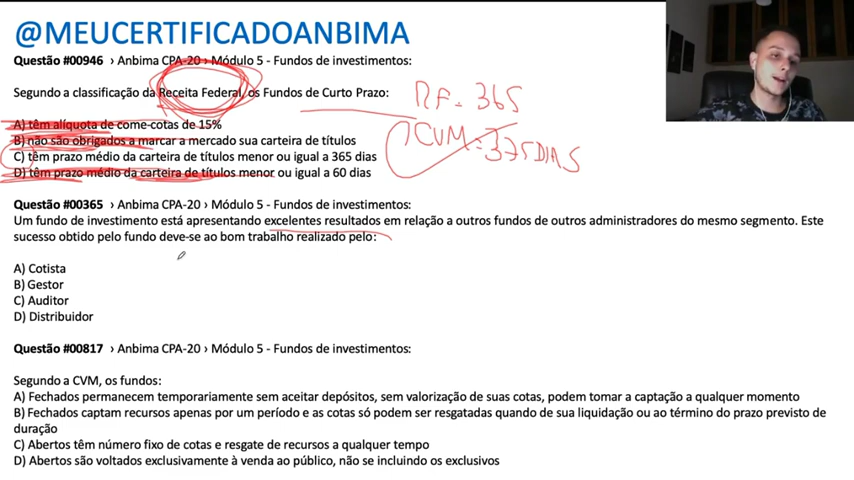 @MEUCERTIFICADOANBIMA
Questão #00946 › Anbima CPA-20 › Módulo 5 - Fundos de investimentos:
Segundo a classificação da Receita Federal, os Fundos de Curto Prazo:
RF = 365
CVM = 375 DIAS
A) têm alíquota de come-cotas de 15%
B) não são obrigados a marcar a mercado sua carteira de títulos
C) têm prazo médio da carteira de títulos menor ou igual a 365 dias
D) têm prazo médio da carteira de títulos menor ou igual a 60 dias
Questão #00365 › Anbima CPA-20 › Módulo 5 - Fundos de investimentos:
Um fundo de investimento está apresentando excelentes resultados em relação a outros fundos de outros administradores do mesmo segmento. Este
sucesso obtido pelo fundo deve-se ao bom trabalho realizado pelo:
A) Cotista
B) Gestor
C) Auditor
D) Distribuidor
Questão #00817 › Anbima CPA-20 › Módulo 5 - Fundos de investimentos:
Segundo a CVM, os fundos:
A) Fechados permanecem temporariamente sem aceitar depósitos, sem valorização de suas cotas, podem tomar a captação a qualquer momento
B) Fechados captam recursos apenas por um período e as cotas só podem ser resgatadas quando de sua liquidação ou ao término do prazo previsto de
duração
C) Abertos têm número fixo de cotas e resgate de recursos a qualquer tempo
D) Abertos são voltados exclusivamente à venda ao público, não se incluindo os exclusivos